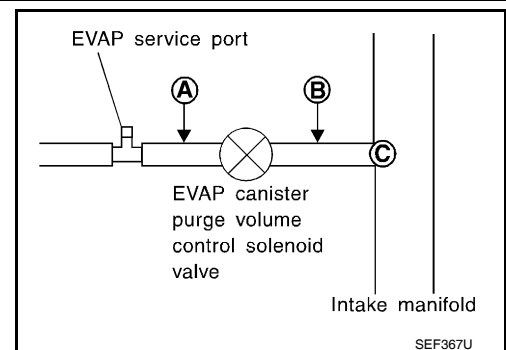 EVAP service port
A
B
C
EVAP canister
purge volume
control solenoid
valve
Intake manifold
SEF367U